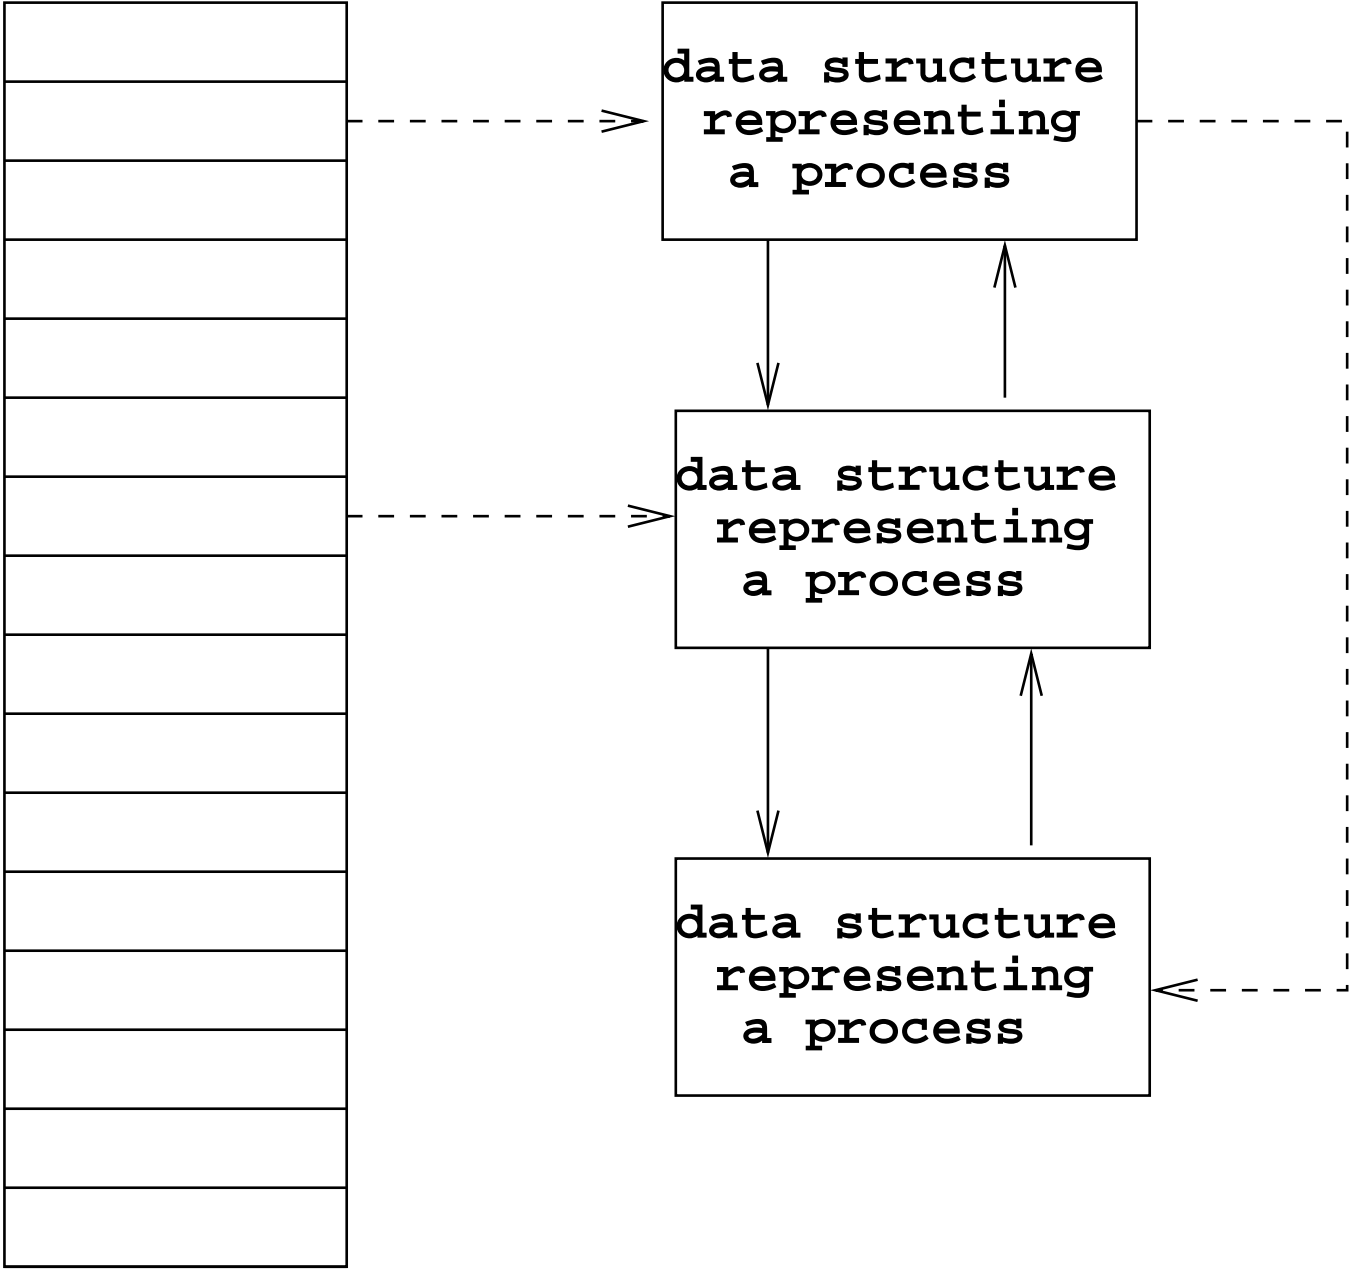 data structure
representing
a process
data structure
representing
a process
data structure
representing
a process